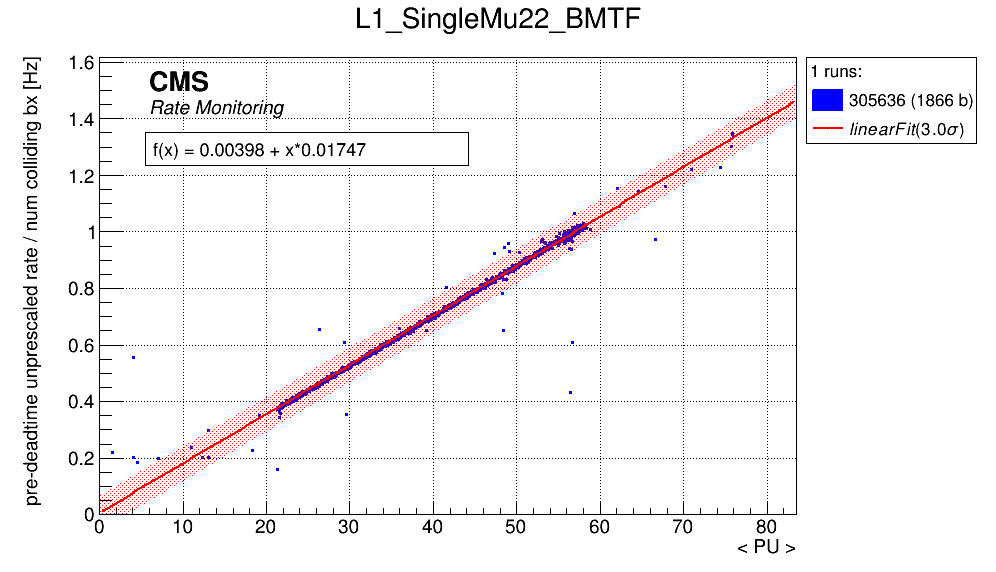 L1_SingleMu22_BMTF
pre-deadtime unprescaled rate / num colliding bx [Hz]
1.6
1.4
1.2
1
0.8
0.6
0.4
0.2
0
CMS
Rate Monitoring
f(x) = 0.00398 + x*0.01747
1 runs:
305636 (1866 b)
linearFit(3.0σ)
0 10 20 30 40 50 60 70 80
< PU >